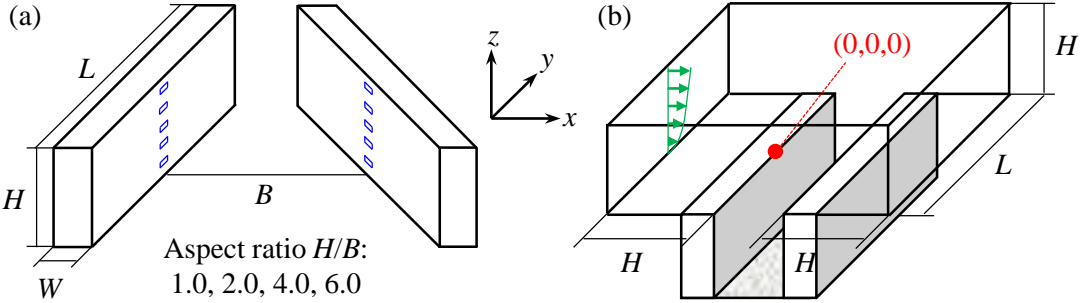 (a)
L
H
W
B
Aspect ratio H/B:
1.0, 2.0, 4.0, 6.0
z
y
x
(b)
(0,0,0)
H
L
H
H